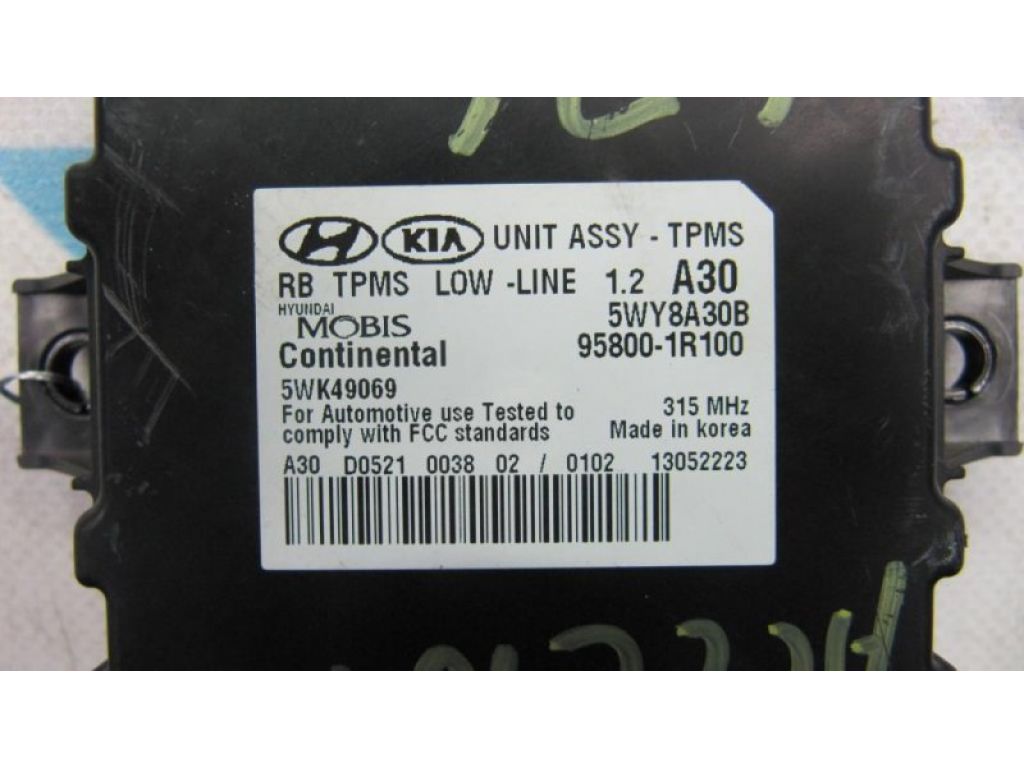 KIA UNIT ASSY - TPMS
RB TPMS LOW -LINE 1.2 A30
HYUNDAI
MOBIS
5WY8A30B
Continental
95800-1R100
5WK49069
For Automotive use Tested to
comply with FCC standards
315 MHz
Made in korea
A30 D0521 0038 02 / 0102 13052223